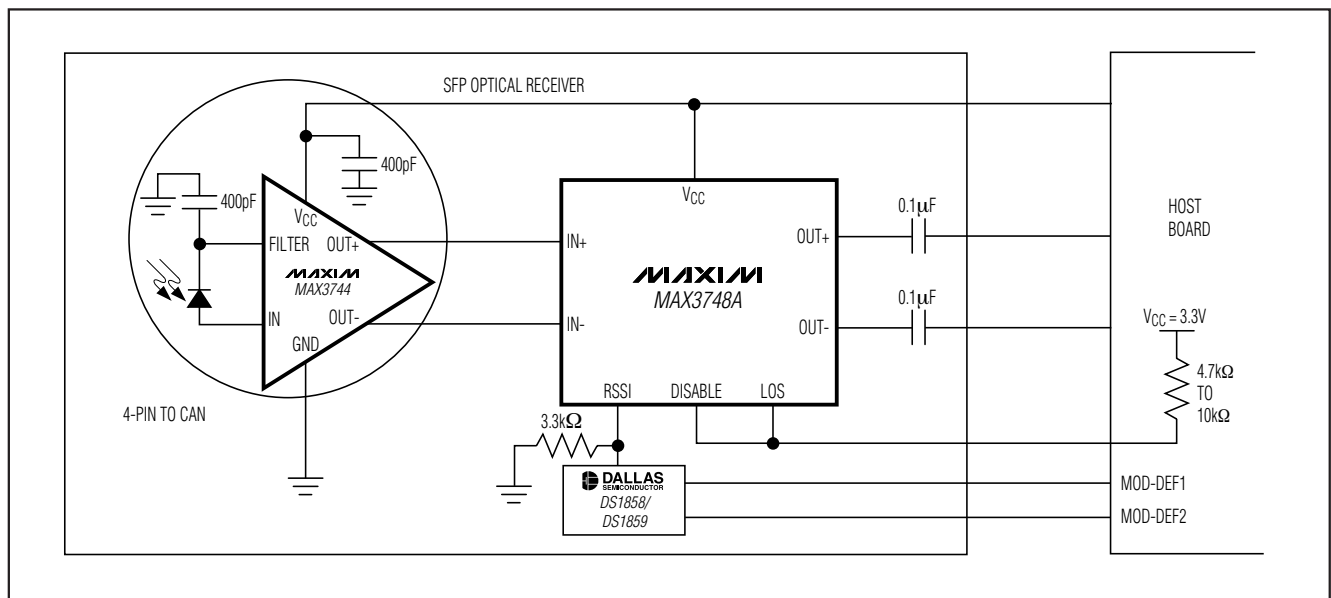 SFP OPTICAL RECEIVER
400pF
400pF
VCC
FILTER
OUT+
MAXIM
MAX3744
IN
OUT-
GND
4-PIN TO CAN
VCC
IN+
OUT+
MAXIM
MAX3748A
IN-
OUT-
RSSI
DISABLE
LOS
0.1μF
0.1μF
HOST
BOARD
VCC = 3.3V
4.7kΩ
TO
10kΩ
3.3kΩ
DALLAS
SEMICONDUCTOR
DS1858/
DS1859
MOD-DEF1
MOD-DEF2